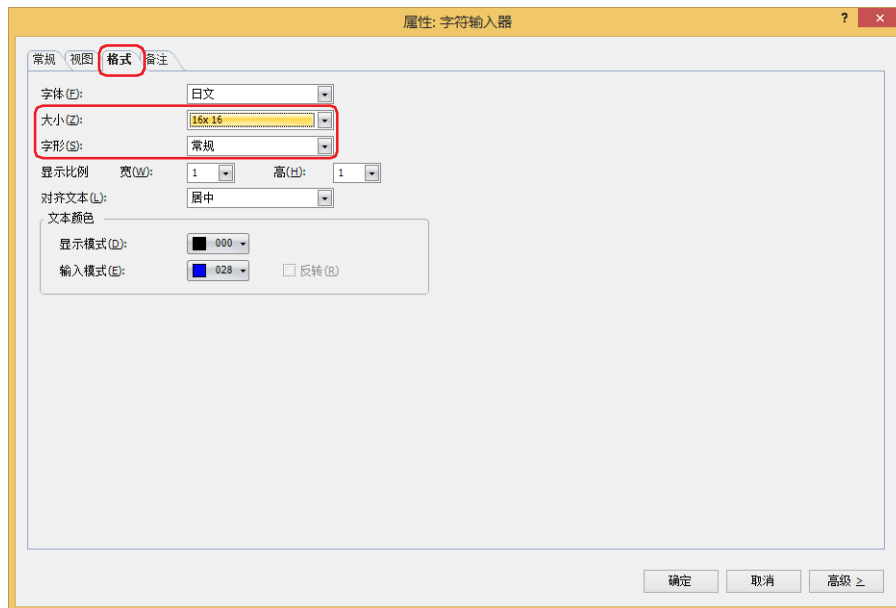 属性: 字符输入器 ? ×
常规 视图 格式 备注
字体(F): 日文
大小(Z): 16x 16
字形(S): 常规
显示比例 宽(W): 1 高(H): 1
对齐文本(L): 居中
文本颜色
显示模式(D): 000
输入模式(E): 028 反转(R)
确定 取消 高级 ≥